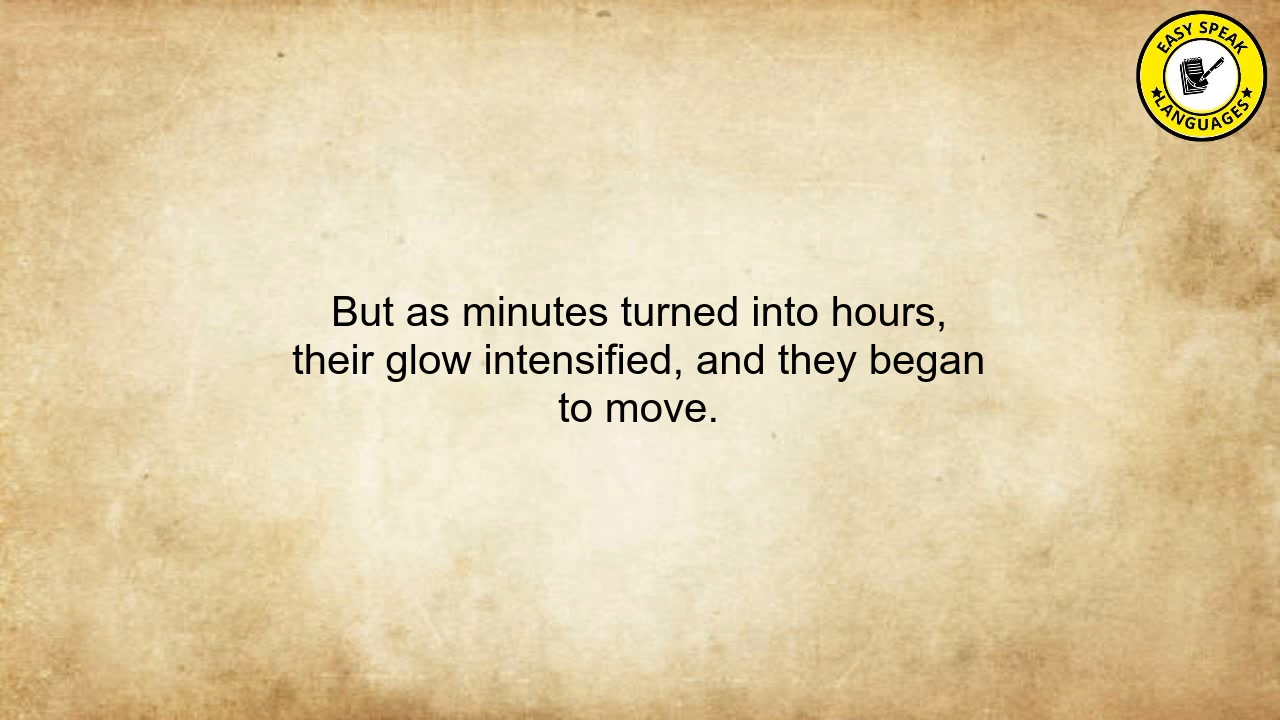 EASY SPEAK
LANGUAGES
But as minutes turned into hours,
their glow intensified, and they began
to move.